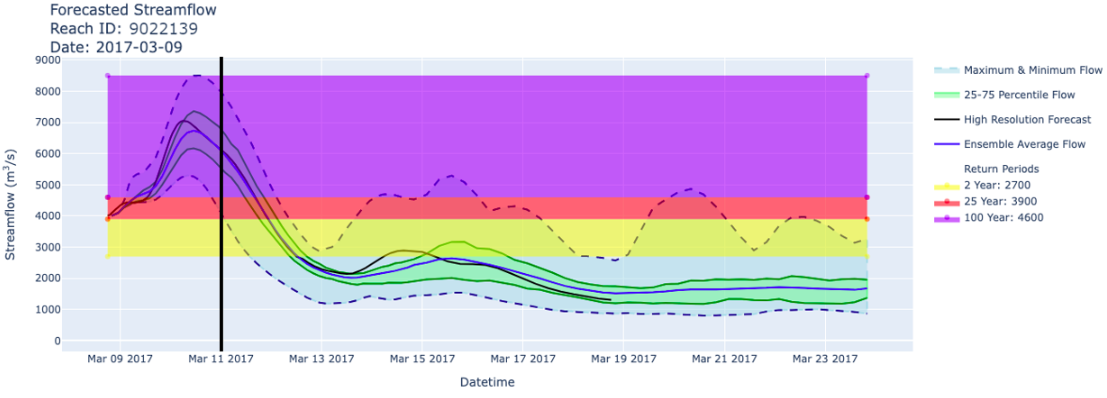 Forecasted Streamflow
Reach ID: 9022139
Date: 2017-03-09
9000
8000
7000
6000
5000
4000
3000
2000
1000
0
Streamflow (m³/s)
Mar 09 2017
Mar 11 2017
Mar 13 2017
Mar 15 2017
Mar 17 2017
Mar 19 2017
Mar 21 2017
Mar 23 2017
Datetime
Maximum & Minimum Flow
25-75 Percentile Flow
High Resolution Forecast
Ensemble Average Flow
Return Periods
2 Year: 2700
25 Year: 3900
100 Year: 4600